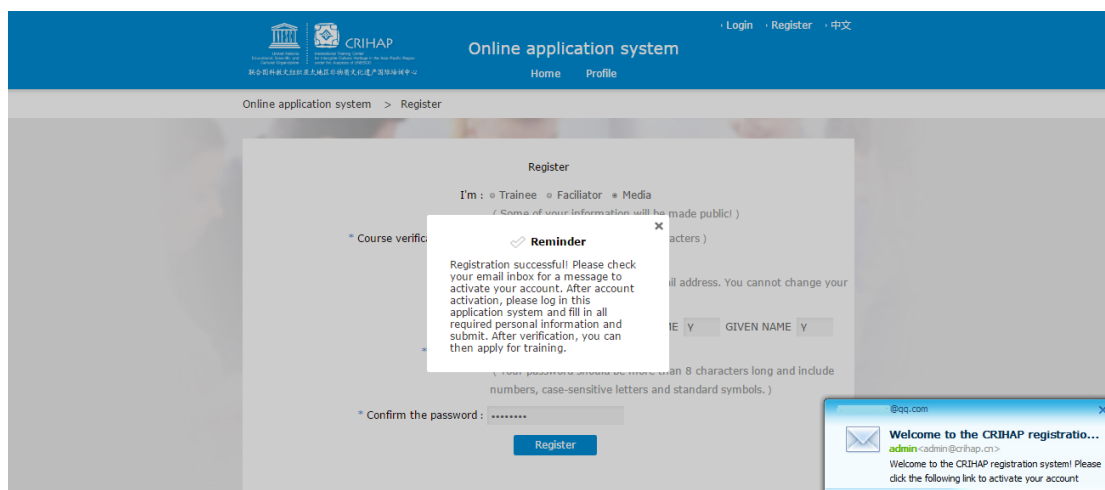 › Login › Register › 中文
CRIHAP
Online application system
联合国教科文组织亚太地区非物质文化遗产国际培训中心
Home Profile
Online application system > Register
Register
I'm : Trainee Faciliator Media
( Some of your information will be made public! )
* Course verific
acters )
Reminder
Registration successful! Please check
your email inbox for a message to
activate your account. After account
activation, please log in this
application system and fill in all
required personal information and
submit. After verification, you can
then apply for training.
il address. You cannot change your
ME Y GIVEN NAME Y
*
( Your password should be more than 8 characters long and include
numbers, case-sensitive letters and standard symbols. )
* Confirm the password : ••••••••
Register
@qq.com
Welcome to the CRIHAP registratio...
admin<admin@crihap.cn>
Welcome to the CRIHAP registration system! Please
click the following link to activate your account